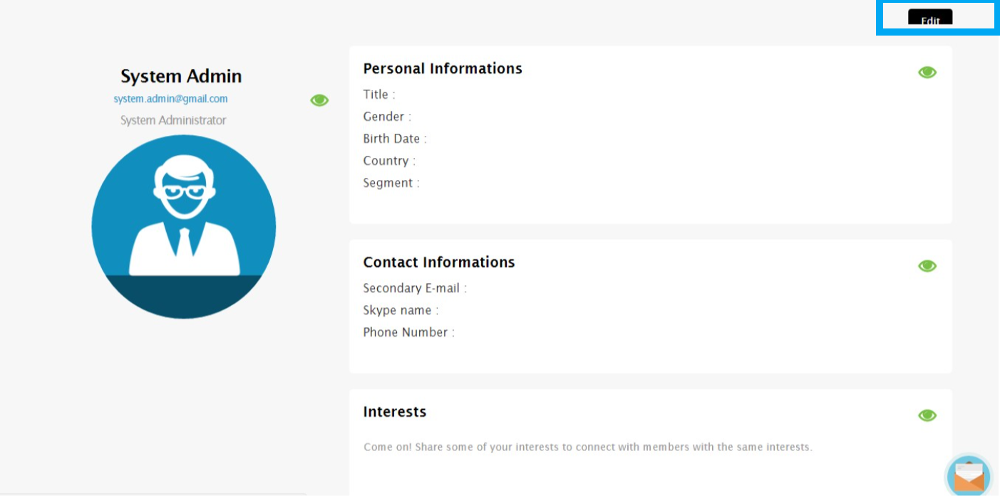 Edit
System Admin
system.admin@gmail.com
System Administrator
Personal Informations
Title :
Gender :
Birth Date :
Country :
Segment :
Contact Informations
Secondary E-mail :
Skype name :
Phone Number :
Interests
Come on! Share some of your interests to connect with members with the same interests.